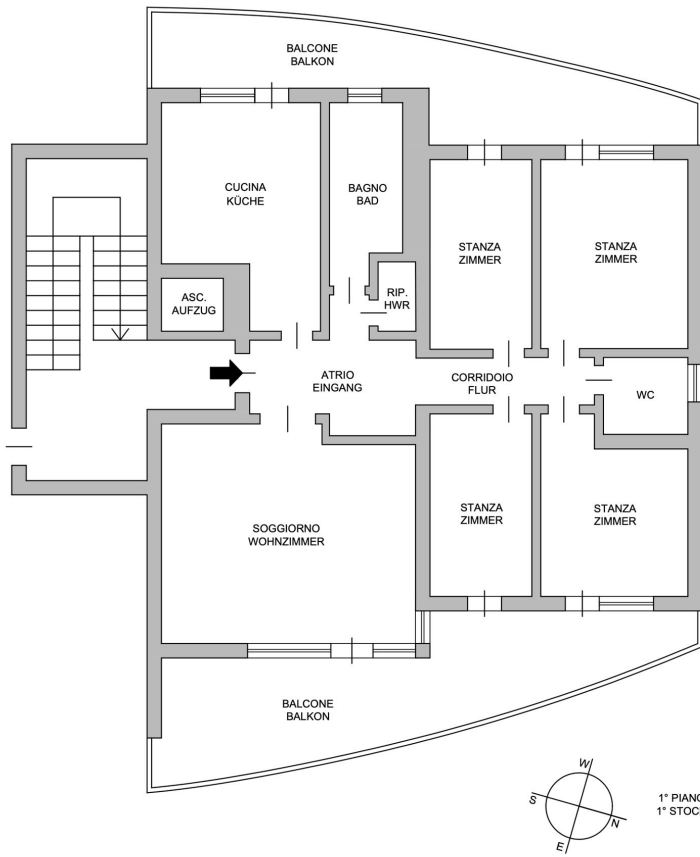 BALCONE
BALKON
CUCINA
KÜCHE
BAGNO
BAD
STANZA
ZIMMER
STANZA
ZIMMER
ASC.
AUFZUG
RIP.
HWR
ATRIO
EINGANG
CORRIDOIO
FLUR
WC
SOGGIORNO
WOHNZIMMER
STANZA
ZIMMER
STANZA
ZIMMER
BALCONE
BALKON
W
S
N
E
1° PIANO
1° STOCK